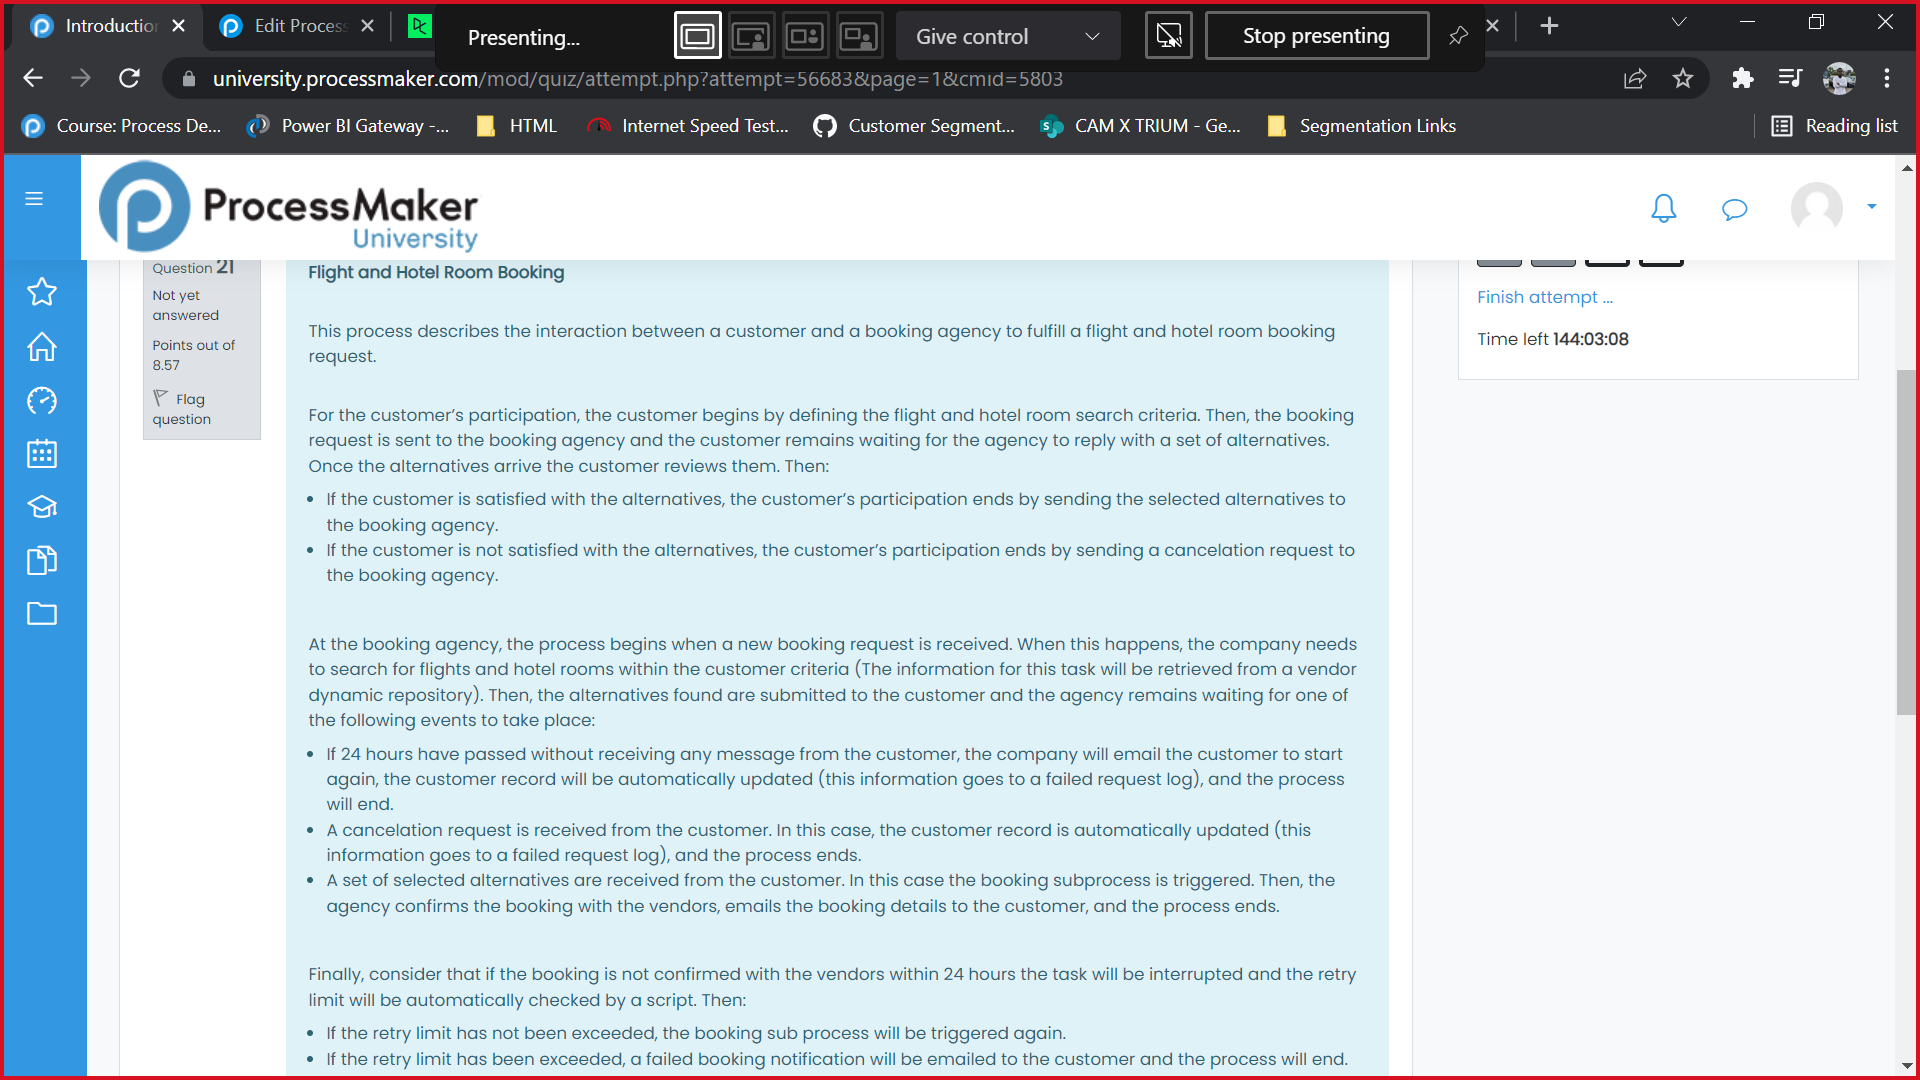 Introduction
Edit Process
Presenting...
Give control
Stop presenting
university.processmaker.com/mod/quiz/attempt.php?attempt=56683&page=1&cmid=5803
Course: Process De...
Power BI Gateway -...
HTML
Internet Speed Test...
Customer Segment...
CAM X TRIUM - Ge...
Segmentation Links
Reading list
ProcessMaker
University
Question 21
Not yet
answered
Points out of
8.57
Flag
question
Flight and Hotel Room Booking
This process describes the interaction between a customer and a booking agency to fulfill a flight and hotel room booking
request.
For the customer's participation, the customer begins by defining the flight and hotel room search criteria. Then, the booking
request is sent to the booking agency and the customer remains waiting for the agency to reply with a set of alternatives.
Once the alternatives arrive the customer reviews them. Then:
• If the customer is satisfied with the alternatives, the customer's participation ends by sending the selected alternatives to
the booking agency.
• If the customer is not satisfied with the alternatives, the customer's participation ends by sending a cancelation request to
the booking agency.
At the booking agency, the process begins when a new booking request is received. When this happens, the company needs
to search for flights and hotel rooms within the customer criteria (The information for this task will be retrieved from a vendor
dynamic repository). Then, the alternatives found are submitted to the customer and the agency remains waiting for one of
the following events to take place:
• If 24 hours have passed without receiving any message from the customer, the company will email the customer to start
again, the customer record will be automatically updated (this information goes to a failed request log), and the process
will end.
• A cancelation request is received from the customer. In this case, the customer record is automatically updated (this
information goes to a failed request log), and the process ends.
• A set of selected alternatives are received from the customer. In this case the booking subprocess is triggered. Then, the
agency confirms the booking with the vendors, emails the booking details to the customer, and the process ends.
Finally, consider that if the booking is not confirmed with the vendors within 24 hours the task will be interrupted and the retry
limit will be automatically checked by a script. Then:
• If the retry limit has not been exceeded, the booking sub process will be triggered again.
• If the retry limit has been exceeded, a failed booking notification will be emailed to the customer and the process will end.
Finish attempt ...
Time left 144:03:08